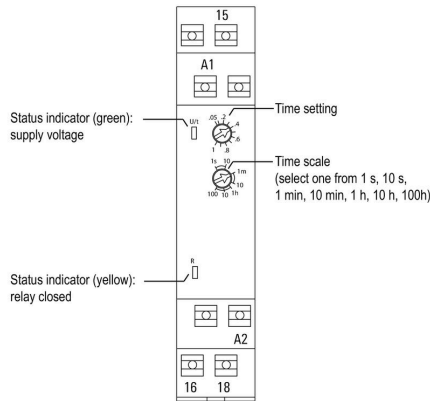 15
A1
Status indicator (green):
supply voltage
U/t
.05 .2 .4 .6 .8 1
Time setting
1s 10 1m 10 1h 10 100
Time scale
(select one from 1 s, 10 s,
1 min, 10 min, 1 h, 10 h, 100h)
Status indicator (yellow):
relay closed
R
A2
16 18